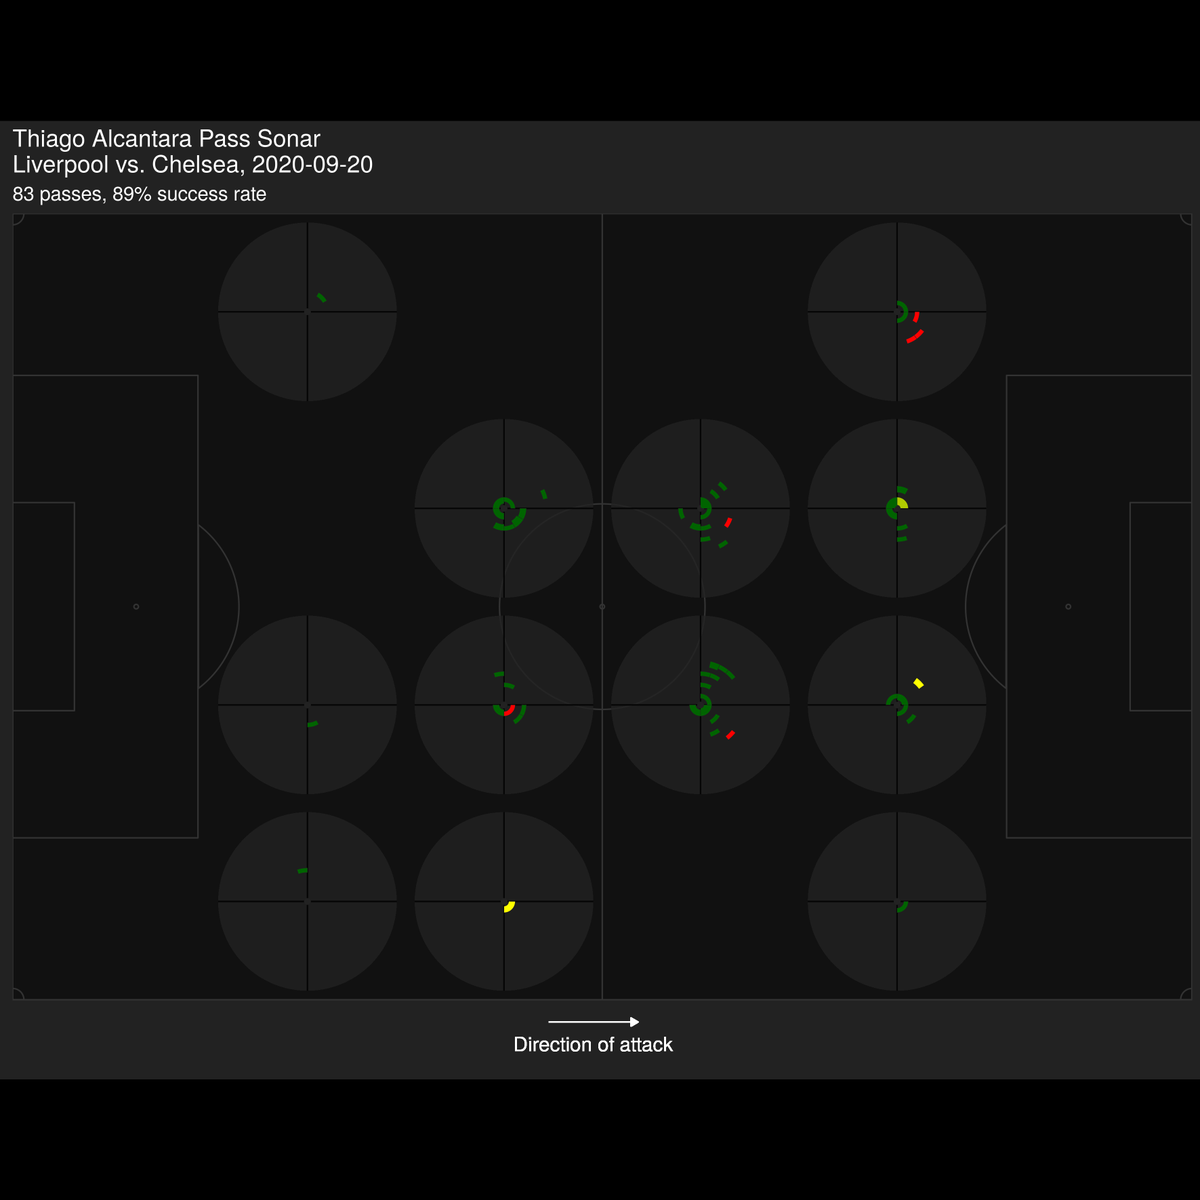 Thiago Alcantara Pass Sonar
Liverpool vs. Chelsea, 2020-09-20
83 passes, 89% success rate
Direction of attack